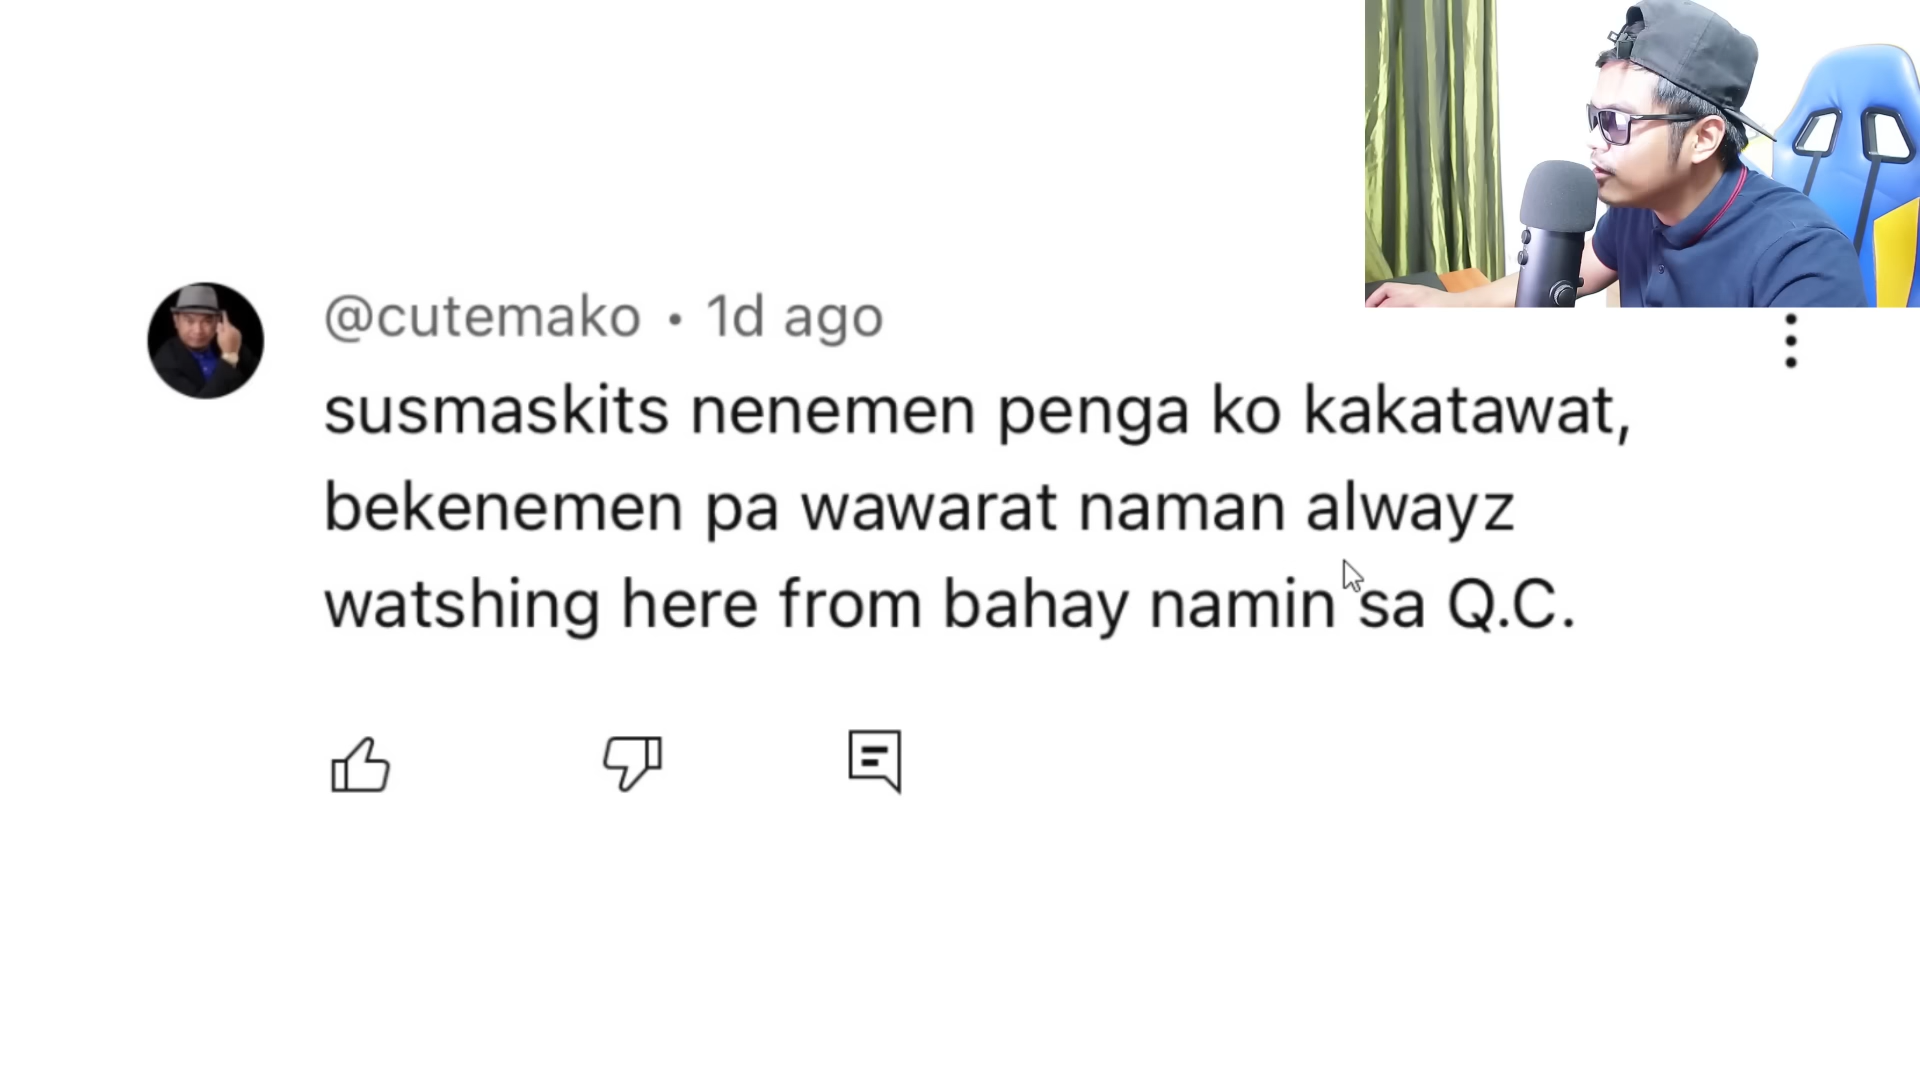 @cutemako • 1d ago
susmaskits nenemen penga ko kakatawat,
bekenemen pa wawarat naman alwayz
watshing here from bahay namin sa Q.C.